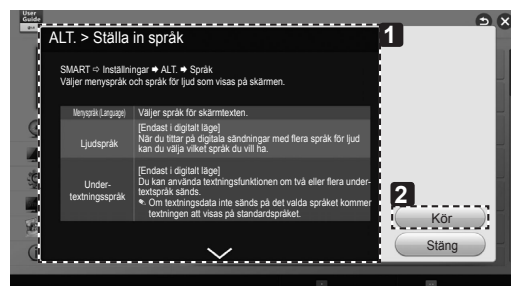 User
Guide
1
ALT. > Ställa in språk
SMART ⇨ Inställningar ➡ ALT. ➡ Språk
Väljer menyspråk och språk för ljud som visas på skärmen.
Menyspråk (Language) Väljer språk för skärmtexten.
Ljudspråk
[Endast i digitalt läge]
När du tittar på digitala sändningar med flera språk för ljud
kan du välja vilket språk du vill ha.
Under-
textningsspråk
[Endast i digitalt läge]
Du kan använda textningsfunktionen om två eller flera under-
textspråk sänds.
Om textningsdata inte sänds på det valda språket kommer
textningen att visas på standardspråket.
2
Kör
Stäng